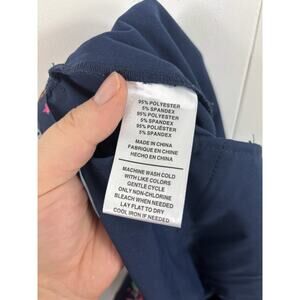 95% POLYESTER
5% SPANDEX
95% POLYESTER
5% SPANDEX
95% POLIÉSTER
5% SPANDEX
MADE IN CHINA
FABRIQUE EN CHINE
HECHO EN CHINA
MACHINE WASH COLD
WITH LIKE COLORS
GENTLE CYCLE
ONLY NON-CHLORINE
BLEACH WHEN NEEDED
LAY FLAT TO DRY
COOL IRON IF NEEDED